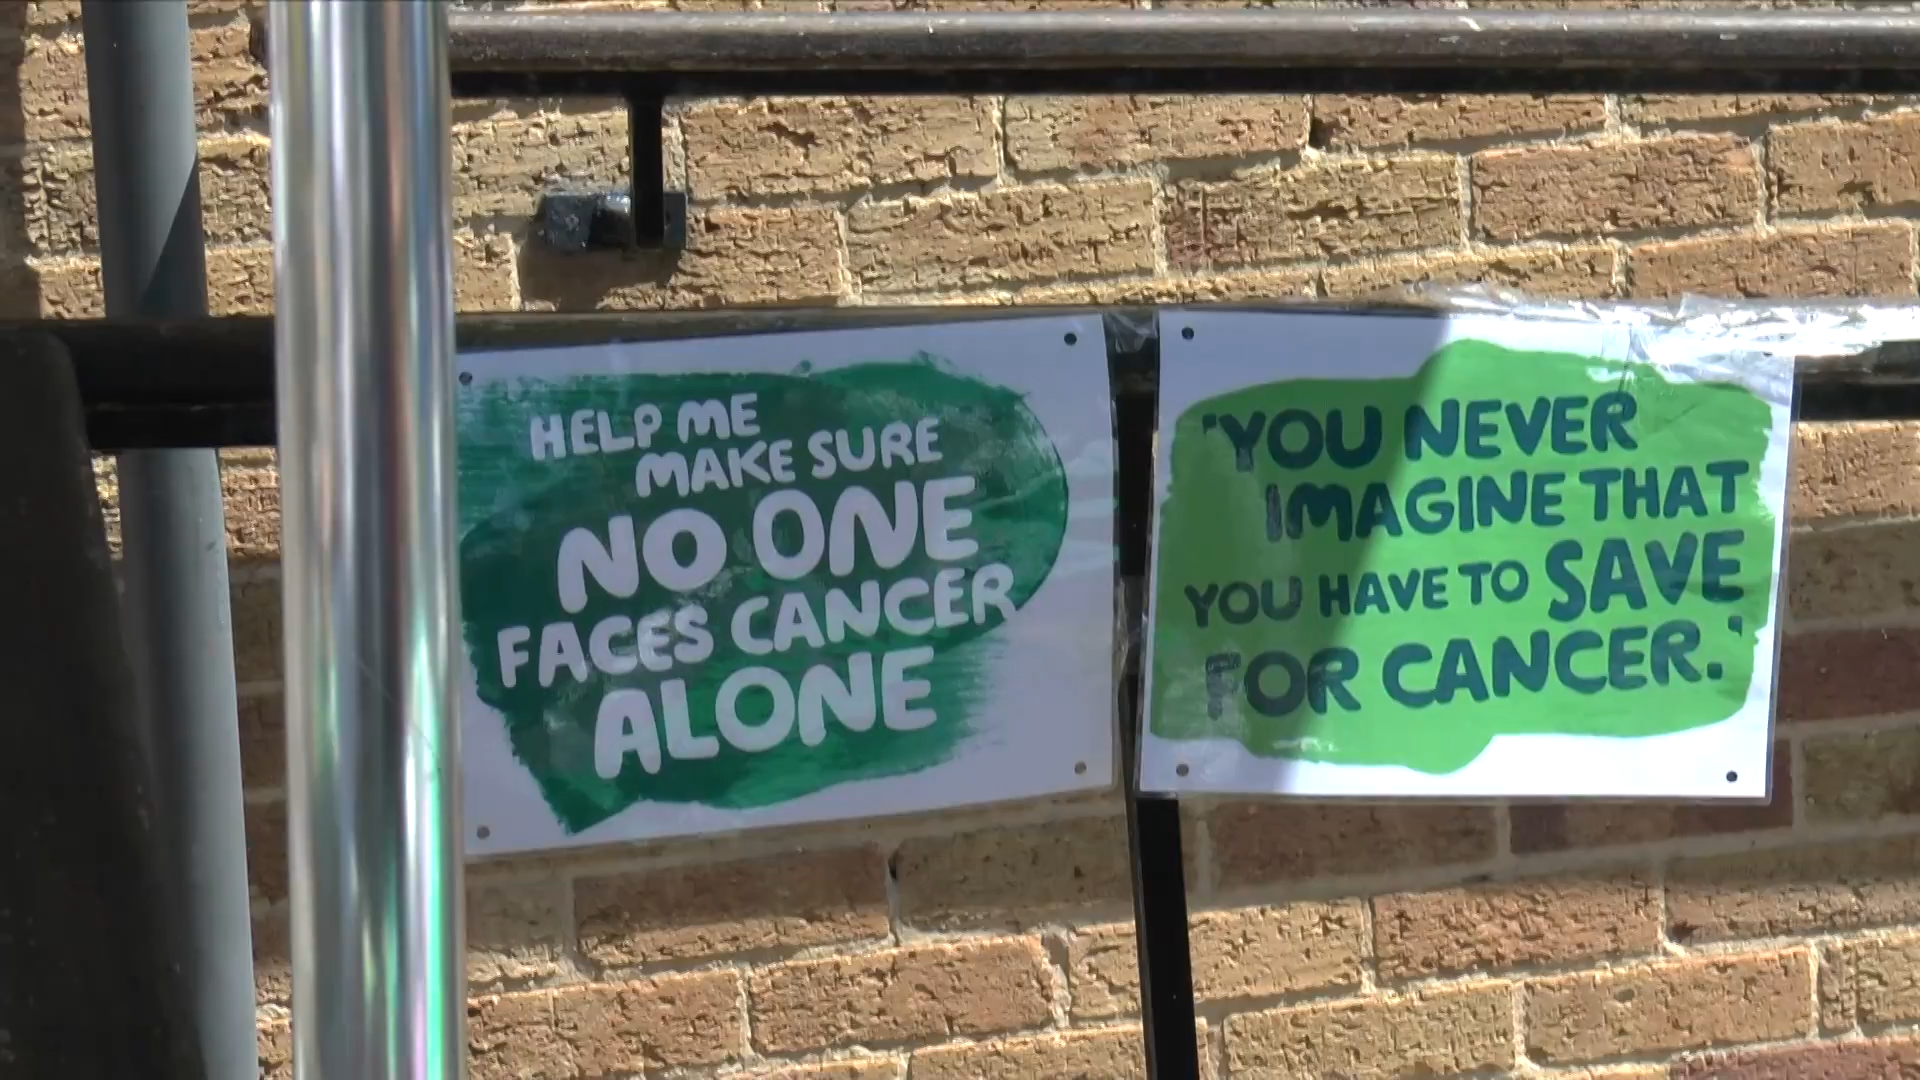 HELP ME
MAKE SURE
NO ONE
FACES CANCER
ALONE
'YOU NEVER
IMAGINE THAT
YOU HAVE TO SAVE
FOR CANCER.'